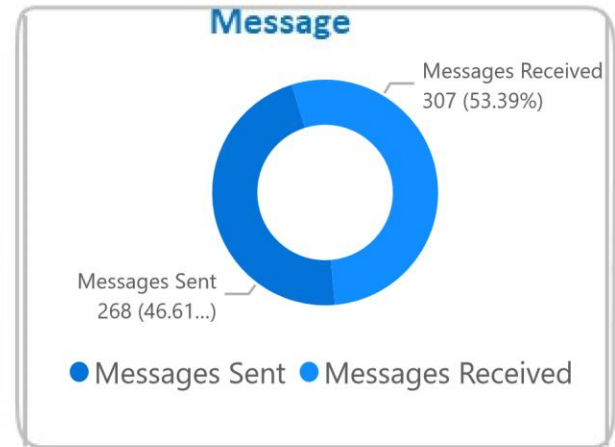 Message
Messages Received
307 (53.39%)
Messages Sent
268 (46.61...)
Messages Sent Messages Received